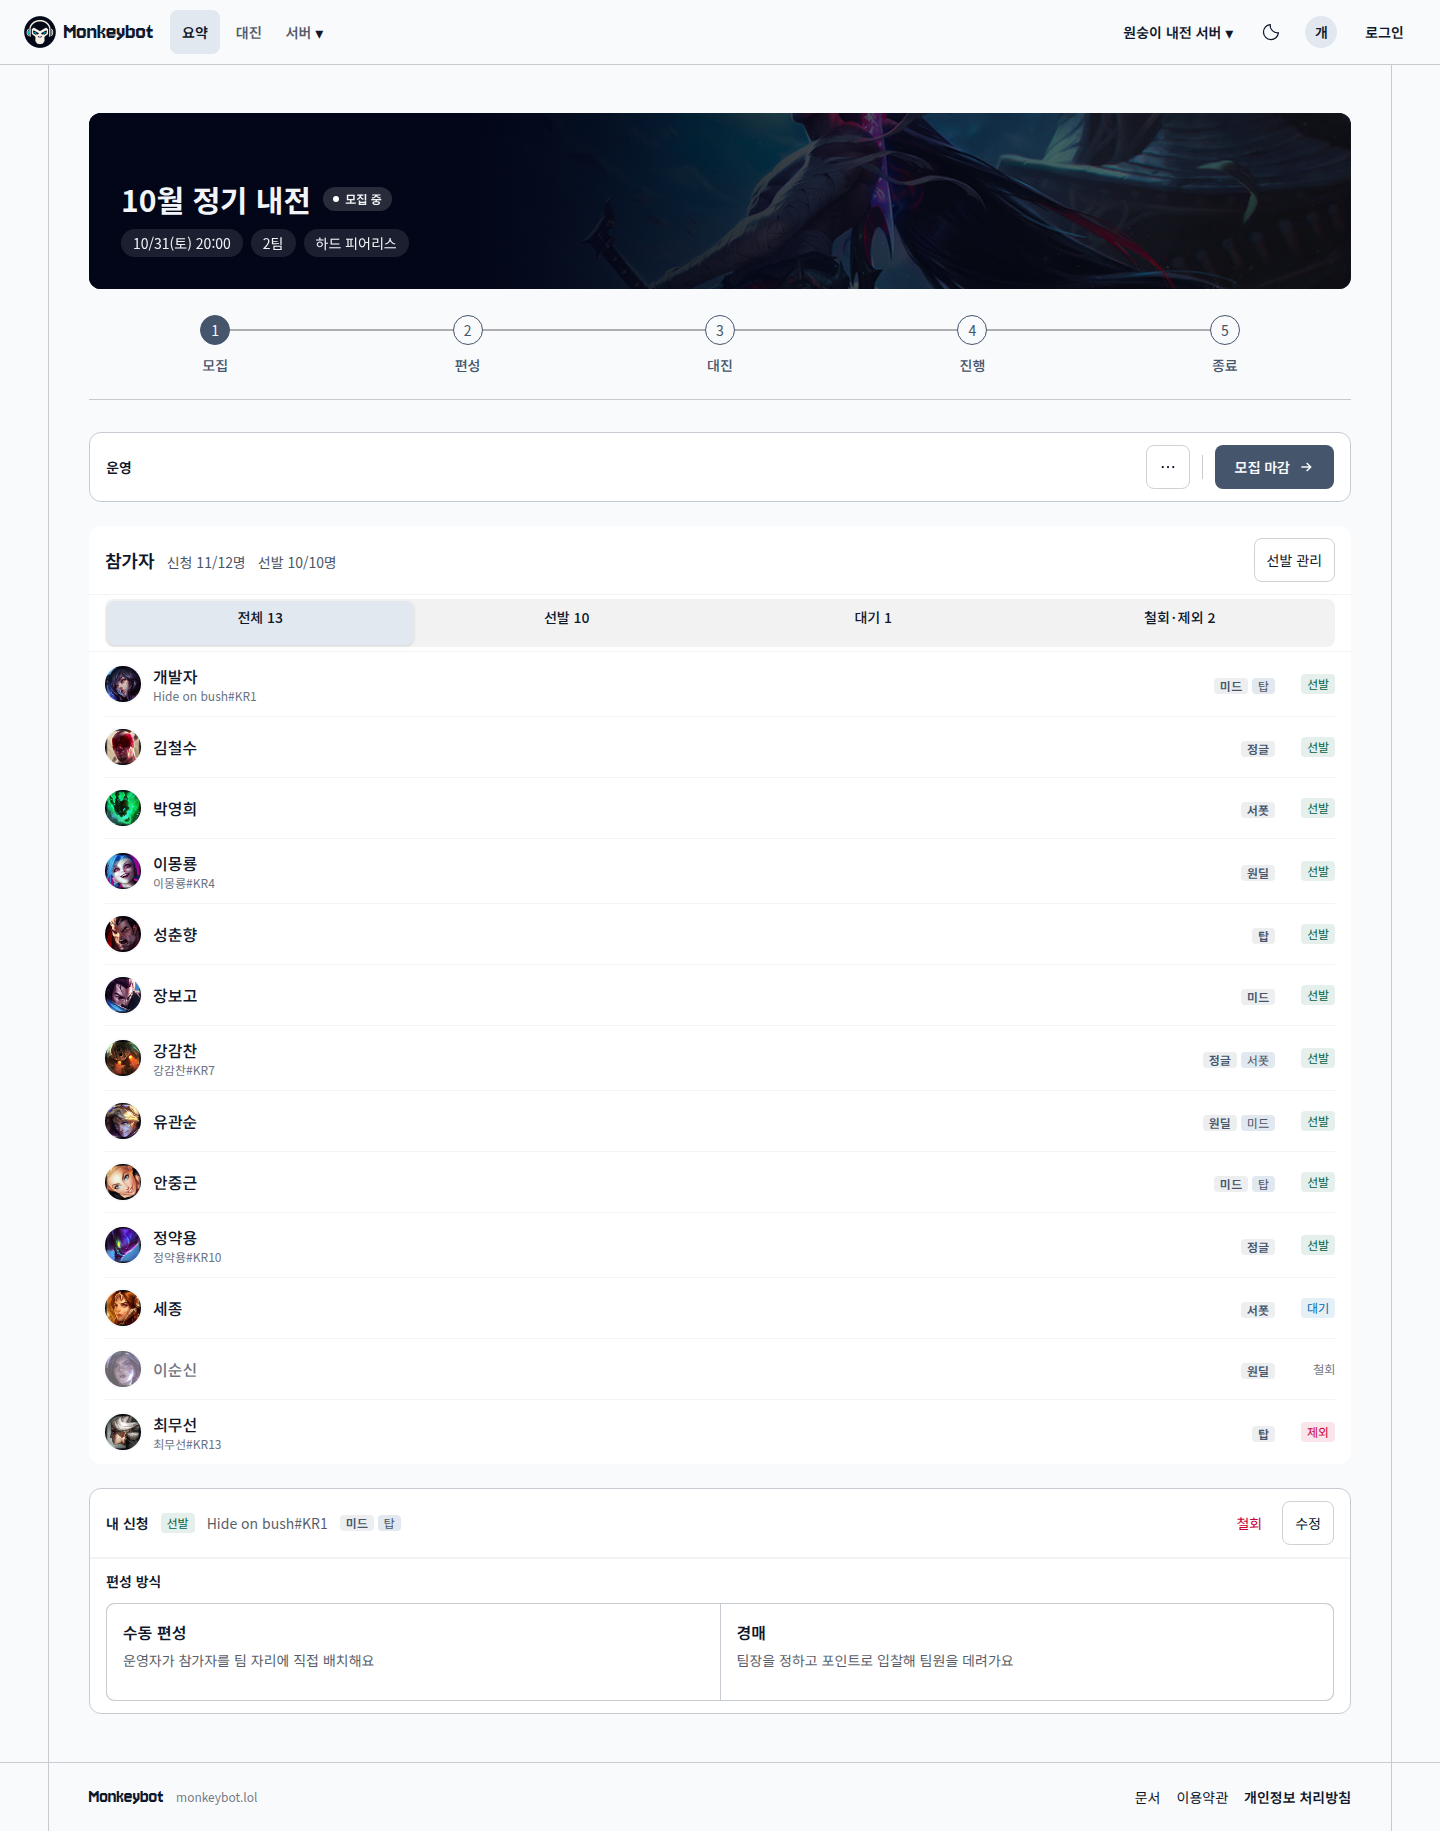 Monkeybot 요약 대진 서버 ▾ 원숭이 내전 서버 ▾ 개 로그인
10월 정기 내전 모집 중
10/31(토) 20:00 2팀 하드 피어리스
1 2 3 4 5
모집 편성 대진 진행 종료
운영 ··· 모집 마감 →
참가자 신청 11/12명 선발 10/10명 선발 관리
전체 13 선발 10 대기 1 철회·제외 2
개발자 미드 탑 선발
Hide on bush#KR1
김철수 정글 선발
박영희 서폿 선발
이몽룡 원딜 선발
이몽룡#KR4
성춘향 탑 선발
장보고 미드 선발
강감찬 정글 서폿 선발
강감찬#KR7
유관순 원딜 미드 선발
안중근 미드 탑 선발
정약용 정글 선발
정약용#KR10
세종 서폿 대기
이순신 원딜 철회
최무선 탑 제외
최무선#KR13
내 신청 선발 Hide on bush#KR1 미드 탑 철회 수정
편성 방식
수동 편성 경매
운영자가 참가자를 팀 자리에 직접 배치해요 팀장을 정하고 포인트로 입찰해 팀원을 데려가요
Monkeybot monkeybot.lol 문서 이용약관 개인정보 처리방침